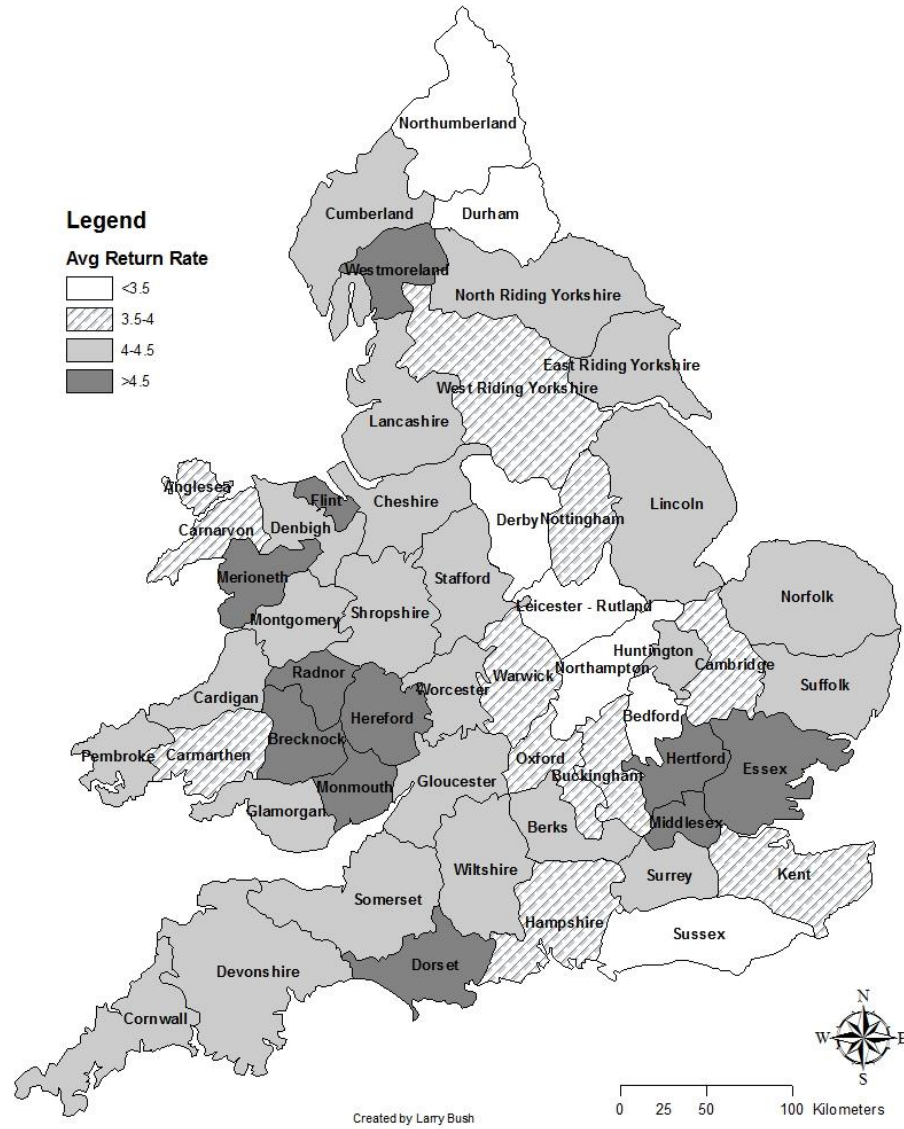 Northumberland
Cumberland
Durham
Legend
Avg Return Rate
<3.5
3.5-4
4-4.5
>4.5
Westmoreland
North Riding Yorkshire
East Riding Yorkshire
West Riding Yorkshire
Lancashire
Anglesea
Flint
Cheshire
Lincoln
Carnarvon
Denbigh
Derby
Nottingham
Merioneth
Stafford
Norfolk
Montgomery
Shropshire
Leicester - Rutland
Huntington
Cambridge
Radnor
Worcester
Warwick
Northampton
Suffolk
Cardigan
Hereford
Bedford
Pembroke
Carmarthen
Brecknock
Oxford
Hertford
Essex
Monmouth
Gloucester
Buckingham
Glamorgan
Berks
Middlesex
Wiltshire
Surrey
Kent
Somerset
Hampshire
Sussex
Dorset
Devonshire
Cornwall
N
W
E
S
0 25 50 100 Kilometers
Created by Larry Bush